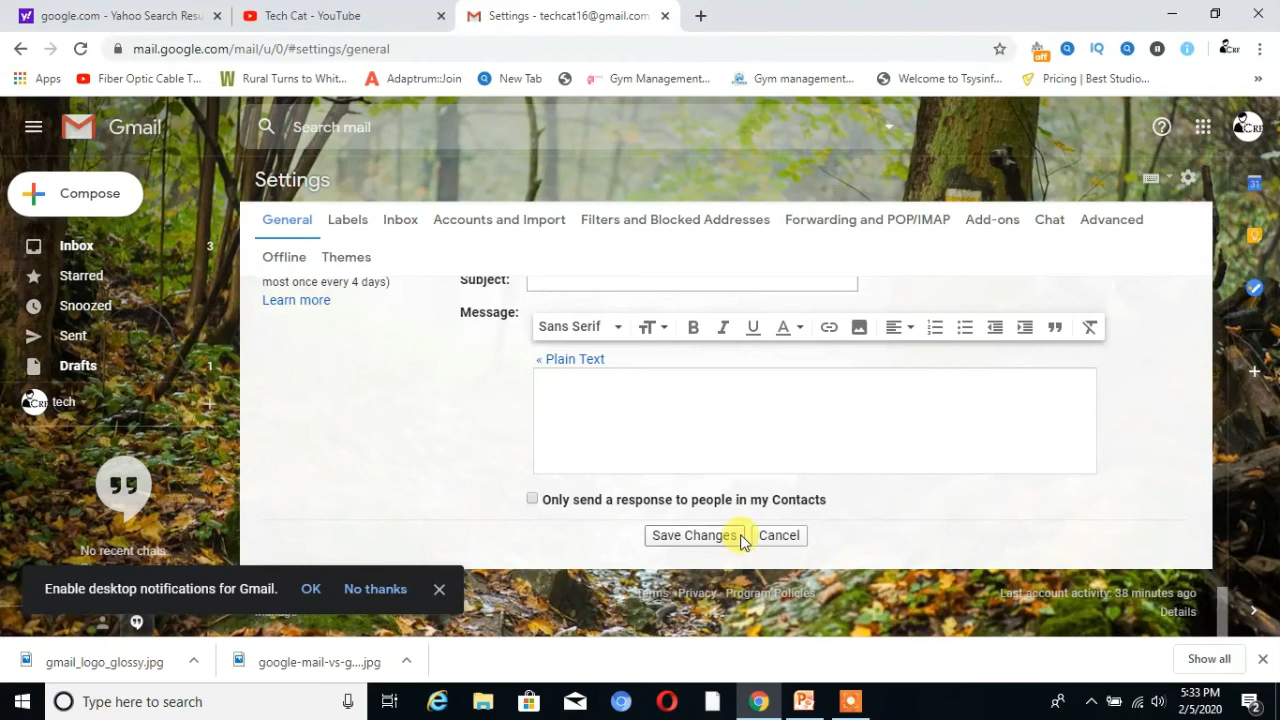 google.com - Yahoo Search Resu
Tech Cat - YouTube
Settings - techcat16@gmail.com
mail.google.com/mail/u/0/#settings/general
off
IQ
Apps
Fiber Optic Cable T...
Rural Turns to Whit...
Adaptrum::Join
New Tab
Gym Management...
Gym management...
Welcome to Tsysinf...
Pricing | Best Studio...
Gmail
Search mail
Compose
Settings
General
Labels
Inbox
Accounts and Import
Filters and Blocked Addresses
Forwarding and POP/IMAP
Add-ons
Chat
Advanced
Offline
Themes
Inbox 3
Starred
Snoozed
Sent
Drafts 1
tech
No recent chats
most once every 4 days)
Learn more
Subject:
Message:
Sans Serif
« Plain Text
Only send a response to people in my Contacts
Save Changes
Cancel
Enable desktop notifications for Gmail. OK No thanks
Terms · Privacy · Program Policies
Last account activity: 38 minutes ago
Details
gmail_logo_glossy.jpg
google-mail-vs-g....jpg
Show all
Type here to search
5:33 PM
2/5/2020
2